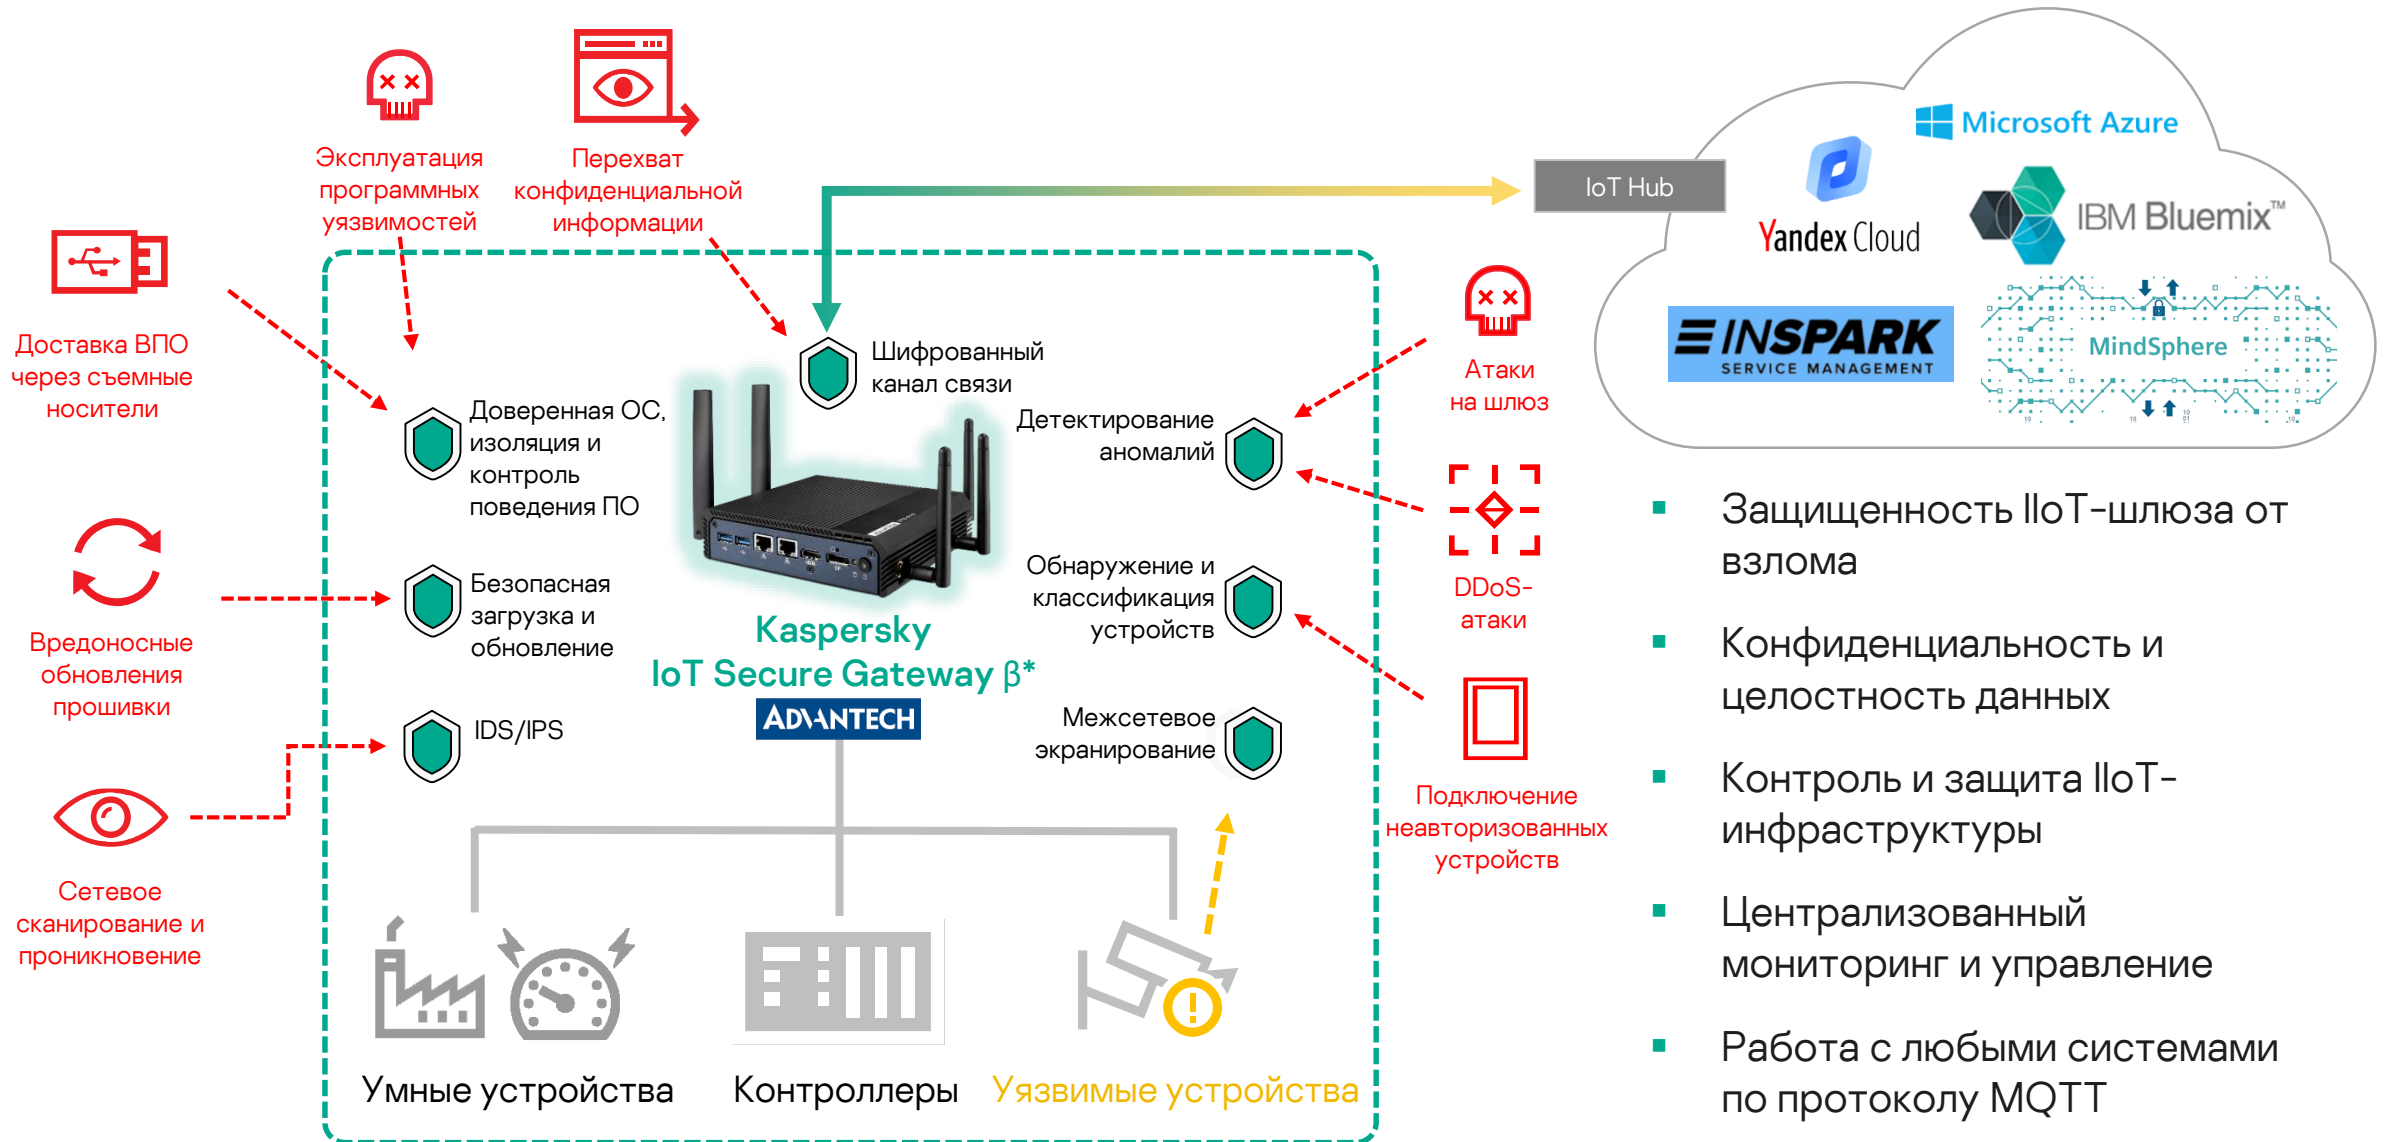 Эксплуатация
программных
уязвимостей
Перехват
конфиденциальной
информации
Доставка ВПО
через съемные
носители
Вредоносные
обновления
прошивки
Сетевое
сканирование и
проникновение
Шифрованный
канал связи
Доверенная ОС,
изоляция и
контроль
поведения ПО
Безопасная
загрузка и
обновление
IDS/IPS
Детектирование
аномалий
Обнаружение и
классификация
устройств
Межсетевое
экранирование
Kaspersky
IoT Secure Gateway β*
ADVANTECH
Умные устройства
Контроллеры
Уязвимые устройства
Атаки
на шлюз
DDoS-
атаки
Подключение
неавторизованных
устройств
IoT Hub
Microsoft Azure
Yandex Cloud
IBM Bluemix™
INSPARK
SERVICE MANAGEMENT
MindSphere
Защищенность IIoT-шлюза от
взлома
Конфиденциальность и
целостность данных
Контроль и защита IIoT-
инфраструктуры
Централизованный
мониторинг и управление
Работа с любыми системами
по протоколу MQTT